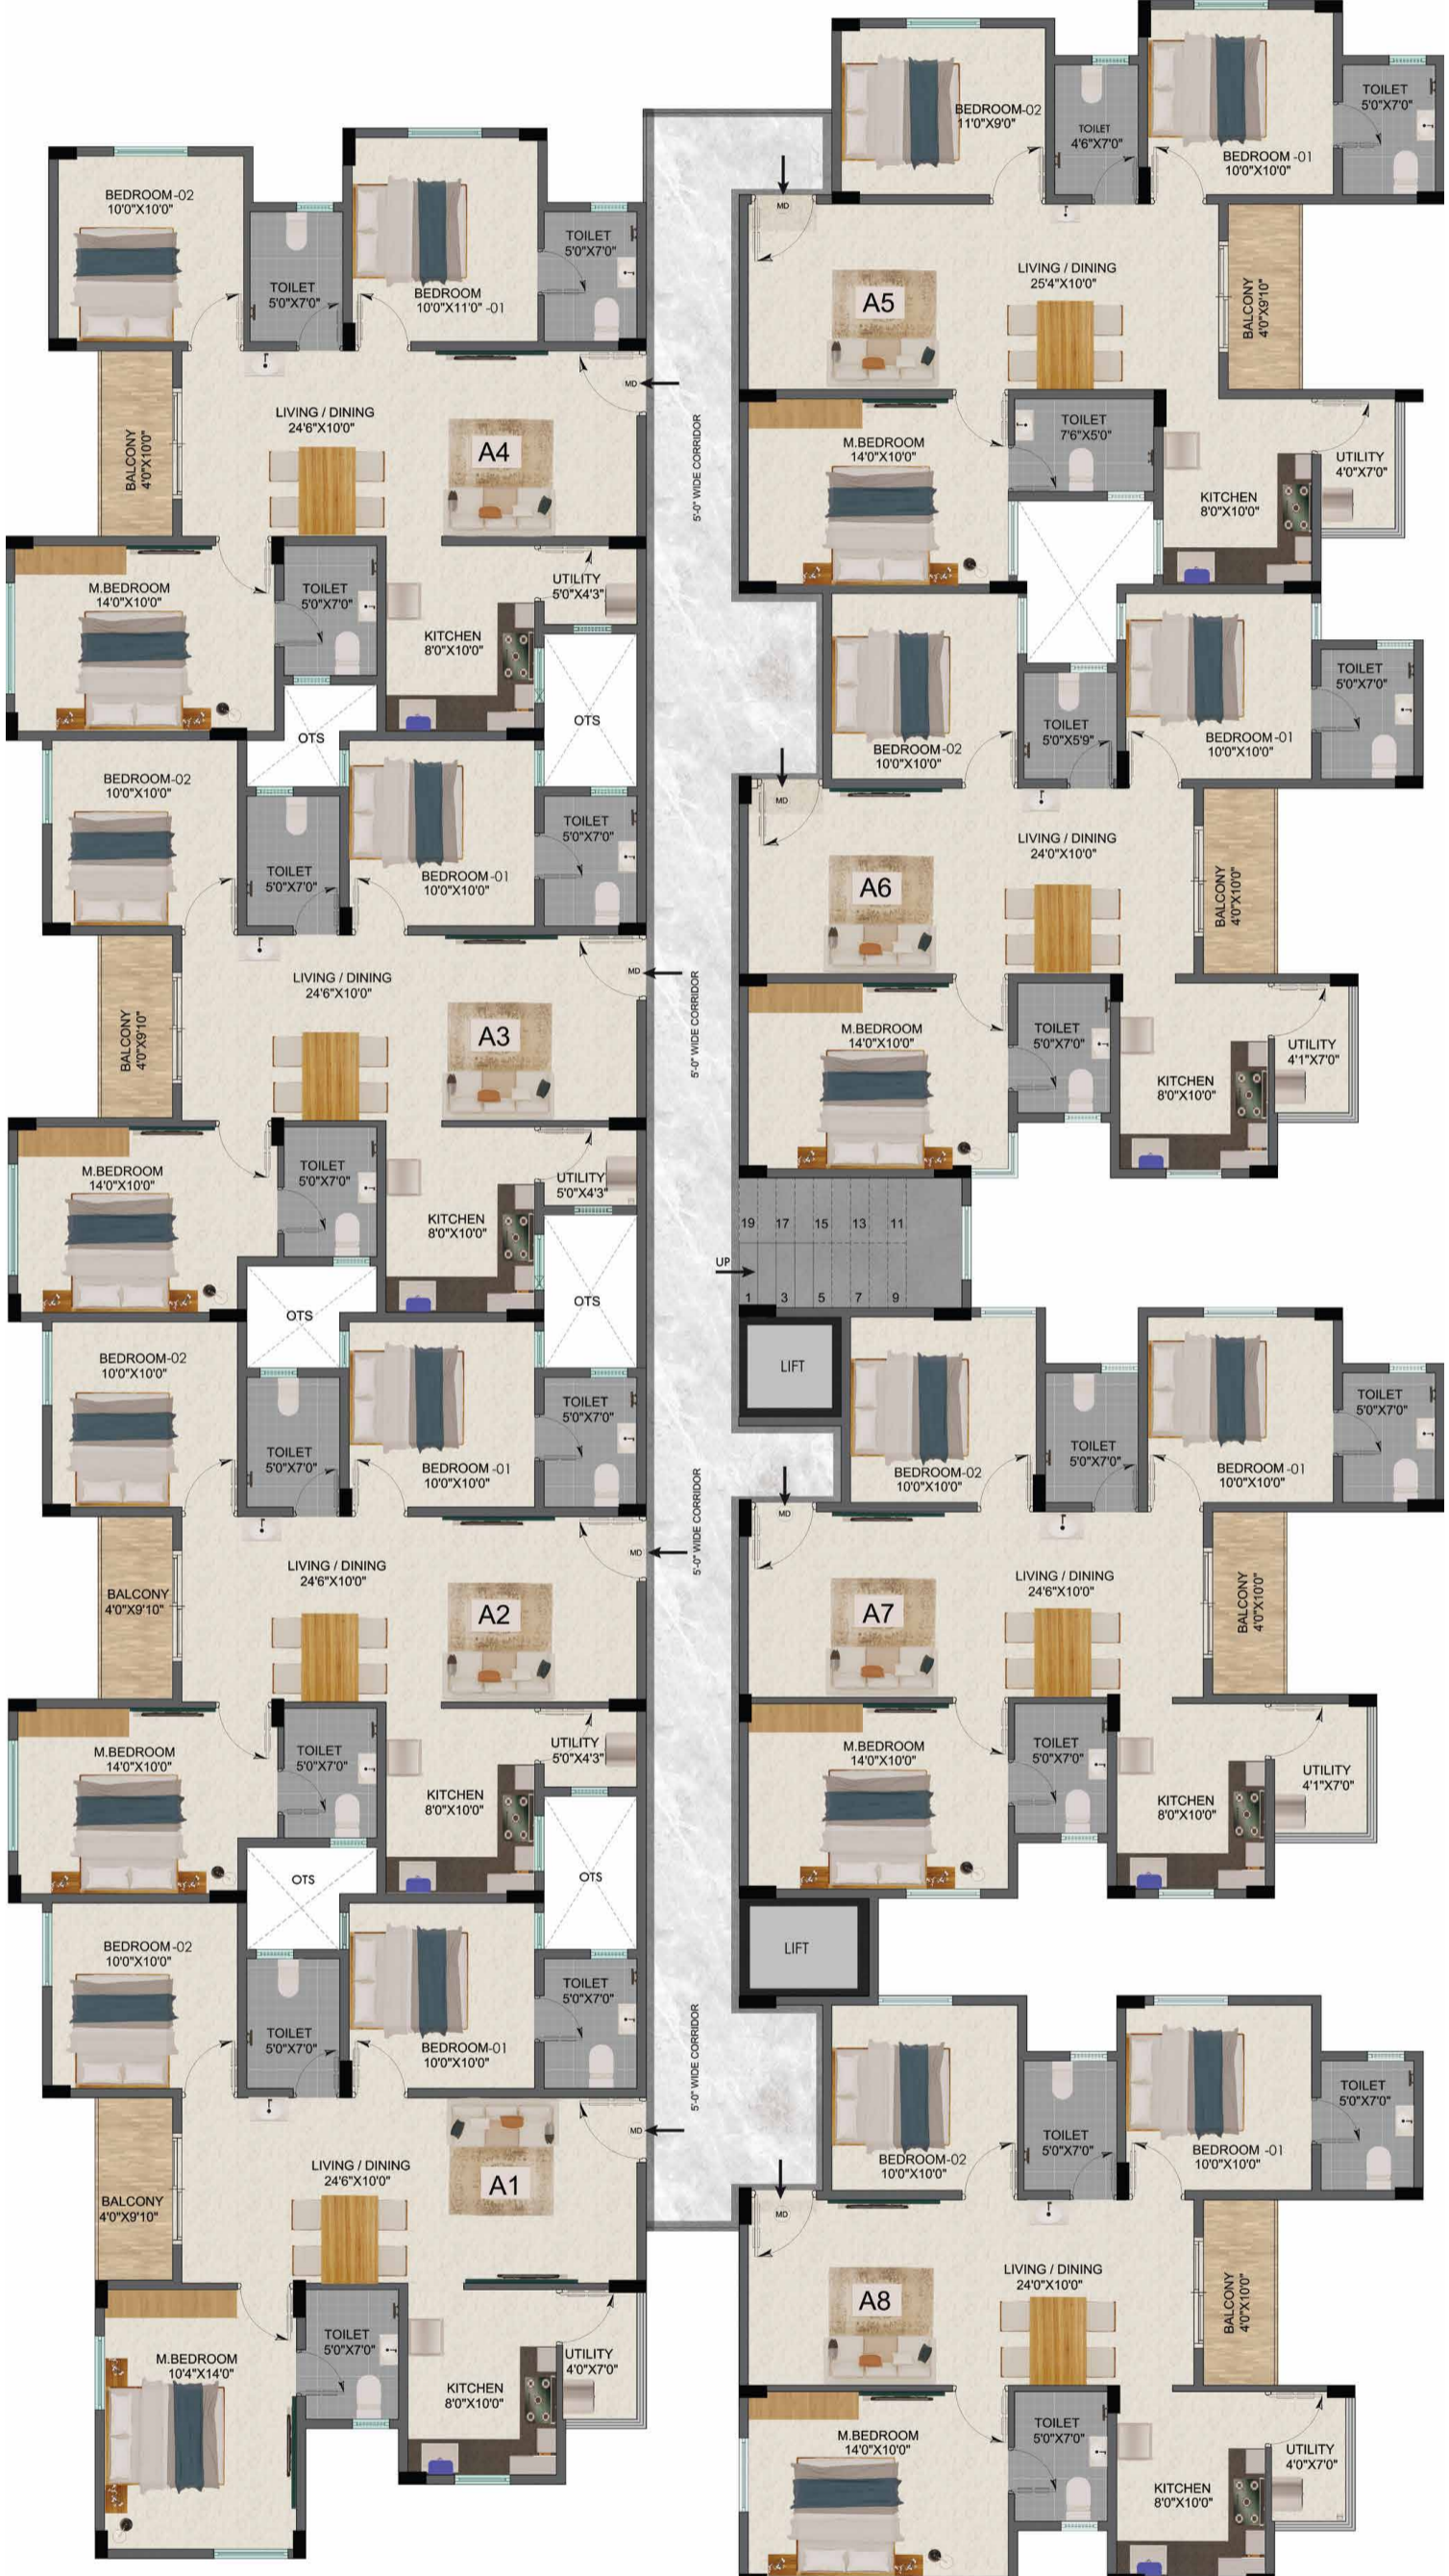 BEDROOM-02
10'0"X10'0"
TOILET
5'0"X7'0"
BEDROOM
10'0"X11'0" -01
TOILET
5'0"X7'0"
MD
LIVING / DINING
24'6"X10'0"
A4
BALCONY
4'0"X10'0"
M.BEDROOM
14'0"X10'0"
TOILET
5'0"X7'0"
KITCHEN
8'0"X10'0"
UTILITY
5'0"X4'3"
OTS
OTS
BEDROOM-02
10'0"X10'0"
TOILET
5'0"X7'0"
BEDROOM-01
10'0"X10'0"
TOILET
5'0"X7'0"
MD
LIVING / DINING
24'6"X10'0"
A3
BALCONY
4'0"X9'10"
M.BEDROOM
14'0"X10'0"
TOILET
5'0"X7'0"
KITCHEN
8'0"X10'0"
UTILITY
5'0"X4'3"
OTS
OTS
BEDROOM-02
10'0"X10'0"
TOILET
5'0"X7'0"
BEDROOM-01
10'0"X10'0"
TOILET
5'0"X7'0"
MD
LIVING / DINING
24'6"X10'0"
A2
BALCONY
4'0"X9'10"
M.BEDROOM
14'0"X10'0"
TOILET
5'0"X7'0"
KITCHEN
8'0"X10'0"
UTILITY
5'0"X4'3"
OTS
OTS
BEDROOM-02
10'0"X10'0"
TOILET
5'0"X7'0"
BEDROOM-01
10'0"X10'0"
TOILET
5'0"X7'0"
MD
LIVING / DINING
24'6"X10'0"
A1
BALCONY
4'0"X9'10"
M.BEDROOM
10'4"X14'0"
TOILET
5'0"X7'0"
KITCHEN
8'0"X10'0"
UTILITY
4'0"X7'0"
5'-0" WIDE CORRIDOR
5'-0" WIDE CORRIDOR
5'-0" WIDE CORRIDOR
5'-0" WIDE CORRIDOR
BEDROOM-02
11'0"X9'0"
TOILET
4'6"X7'0"
BEDROOM -01
10'0"X10'0"
TOILET
5'0"X7'0"
MD
LIVING / DINING
25'4"X10'0"
A5
BALCONY
4'0"X9'10"
M.BEDROOM
14'0"X10'0"
TOILET
7'6"X5'0"
KITCHEN
8'0"X10'0"
UTILITY
4'0"X7'0"
BEDROOM-02
10'0"X10'0"
TOILET
5'0"X5'9"
BEDROOM-01
10'0"X10'0"
TOILET
5'0"X7'0"
MD
LIVING / DINING
24'0"X10'0"
A6
BALCONY
4'0"X10'0"
M.BEDROOM
14'0"X10'0"
TOILET
5'0"X7'0"
KITCHEN
8'0"X10'0"
UTILITY
4'1"X7'0"
19 17 15 13 11
UP
1 3 5 7 9
LIFT
BEDROOM-02
10'0"X10'0"
TOILET
5'0"X7'0"
BEDROOM -01
10'0"X10'0"
TOILET
5'0"X7'0"
MD
LIVING / DINING
24'6"X10'0"
A7
BALCONY
4'0"X10'0"
M.BEDROOM
14'0"X10'0"
TOILET
5'0"X7'0"
KITCHEN
8'0"X10'0"
UTILITY
4'1"X7'0"
LIFT
BEDROOM-02
10'0"X10'0"
TOILET
5'0"X7'0"
BEDROOM -01
10'0"X10'0"
TOILET
5'0"X7'0"
MD
LIVING / DINING
24'0"X10'0"
A8
BALCONY
4'0"X10'0"
M.BEDROOM
14'0"X10'0"
TOILET
5'0"X7'0"
KITCHEN
8'0"X10'0"
UTILITY
4'0"X7'0"